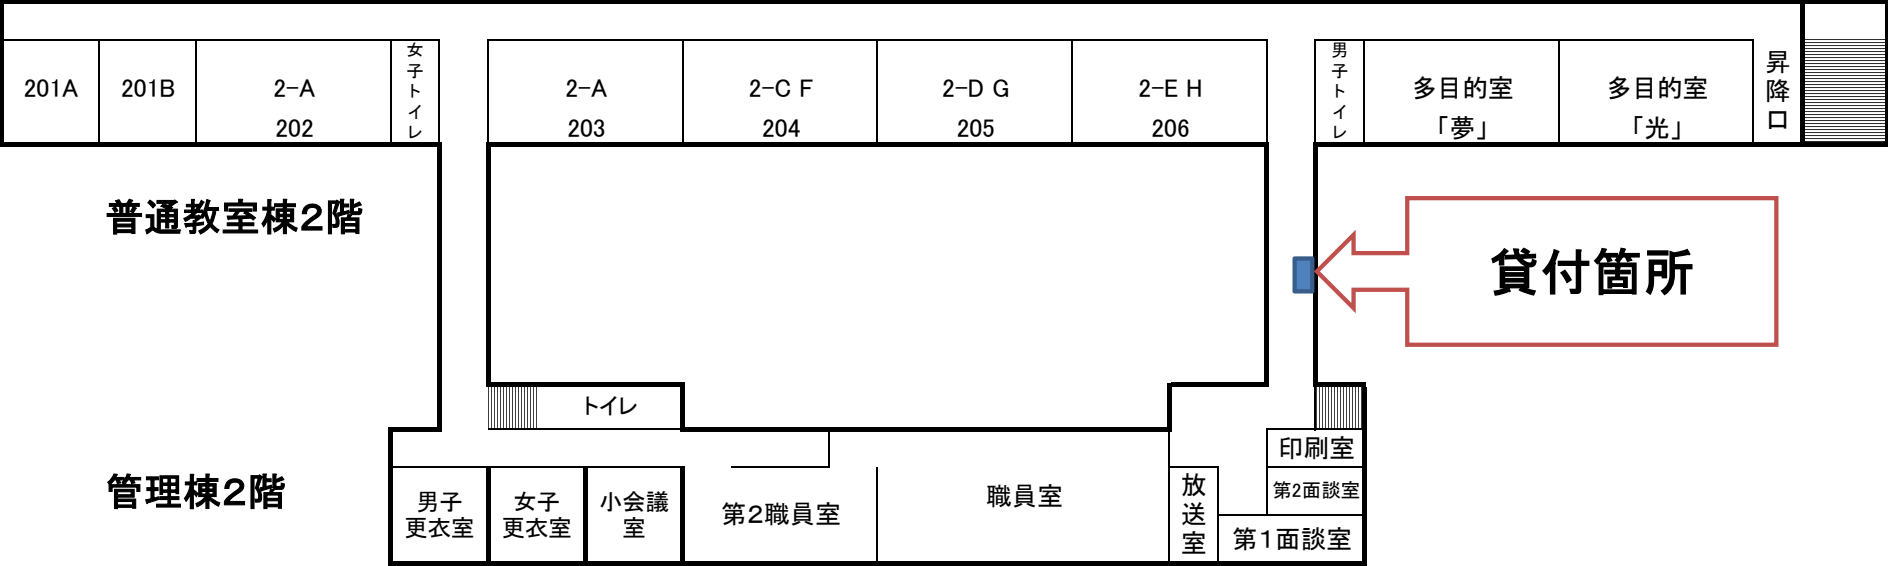 201A
201B
2-A
202
女子トイレ
2-A
203
2-C F
204
2-D G
205
2-E H
206
男子トイレ
多目的室
「夢」
多目的室
「光」
昇降口
普通教室棟2階
貸付箇所
トイレ
管理棟2階
男子
更衣室
女子
更衣室
小会議
室
第2職員室
職員室
放送室
印刷室
第2面談室
第1面談室